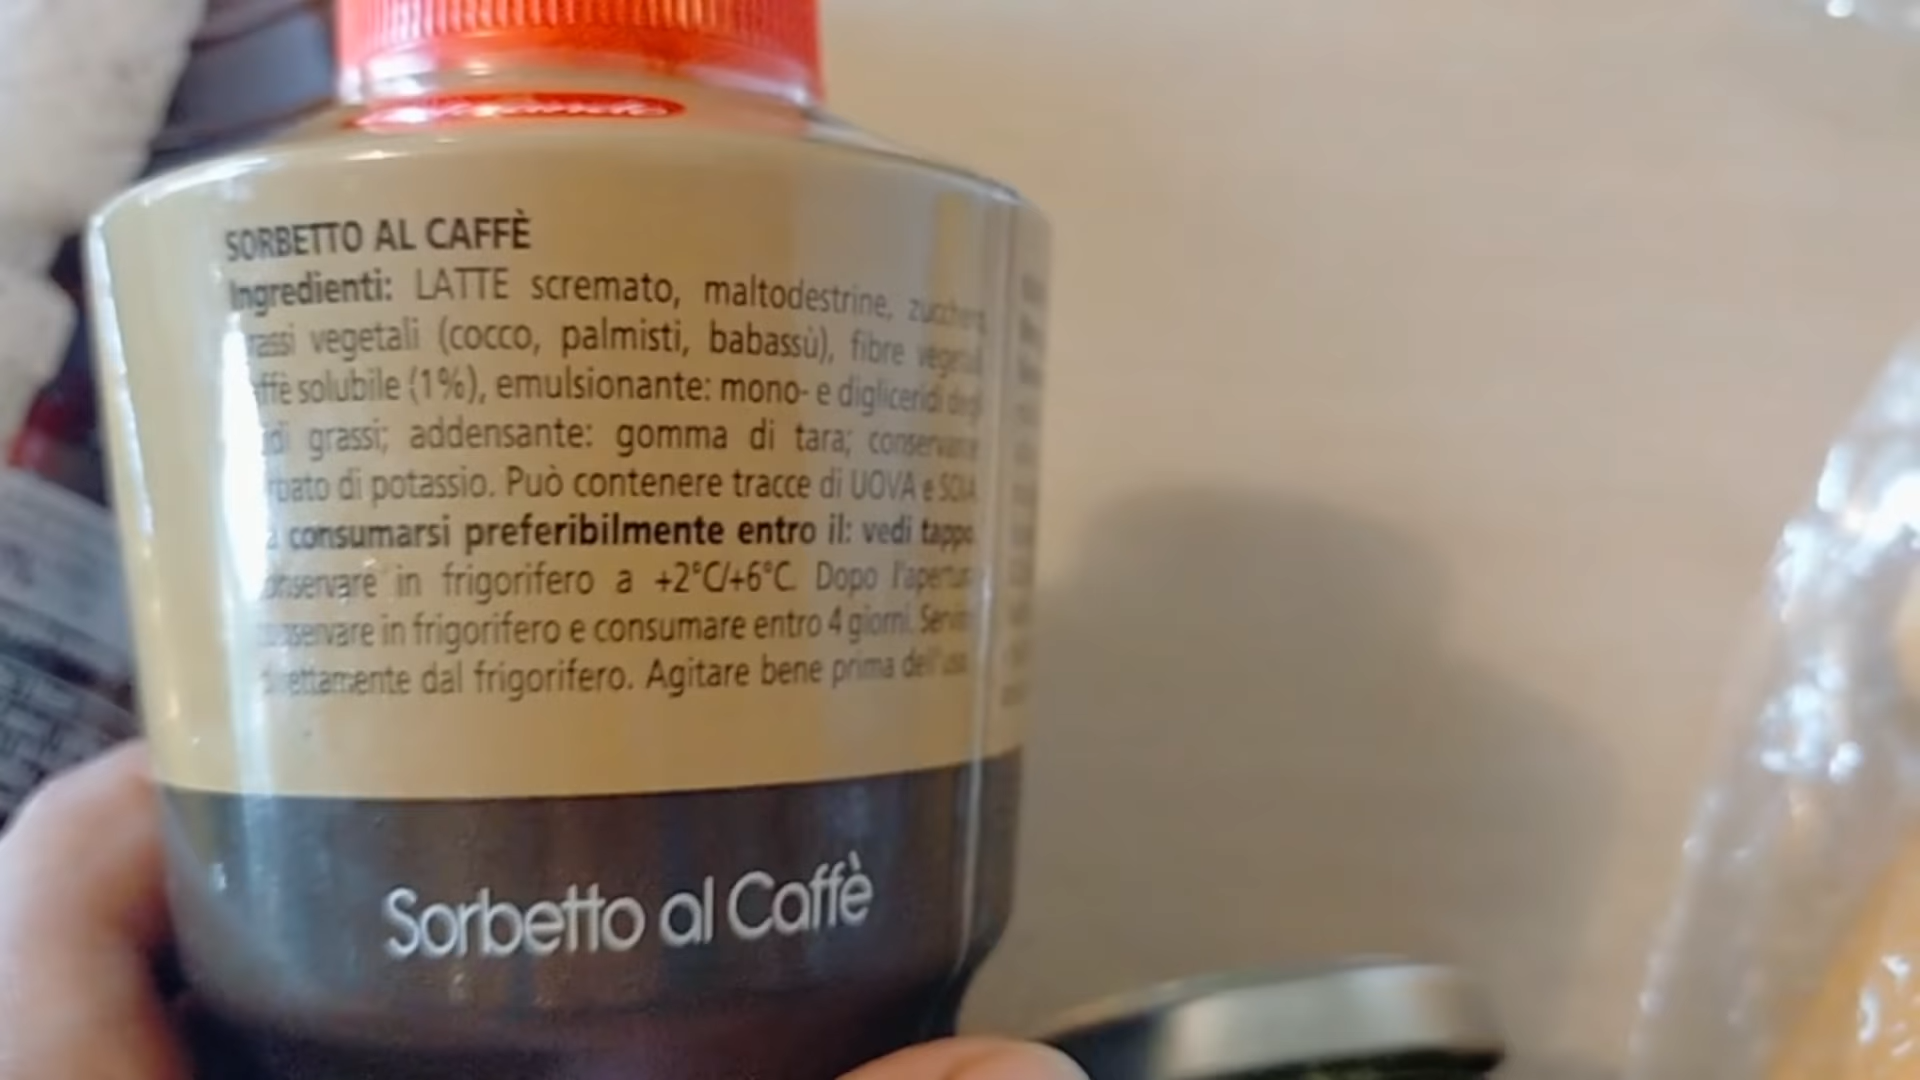 SORBETTO AL CAFFÈ
Ingredienti: LATTE scremato, maltodestrine, zucchero,
grassi vegetali (cocco, palmisti, babassù), fibre vegetali,
caffè solubile (1%), emulsionante: mono- e digliceridi degli
acidi grassi; addensante: gomma di tara; conservante:
sorbato di potassio. Può contenere tracce di UOVA e SOIA.
Da consumarsi preferibilmente entro il: vedi tappo.
Conservare in frigorifero a +2°C/+6°C. Dopo l'apertura
conservare in frigorifero e consumare entro 4 giorni. Servire
direttamente dal frigorifero. Agitare bene prima dell'uso.
Sorbetto al Caffè